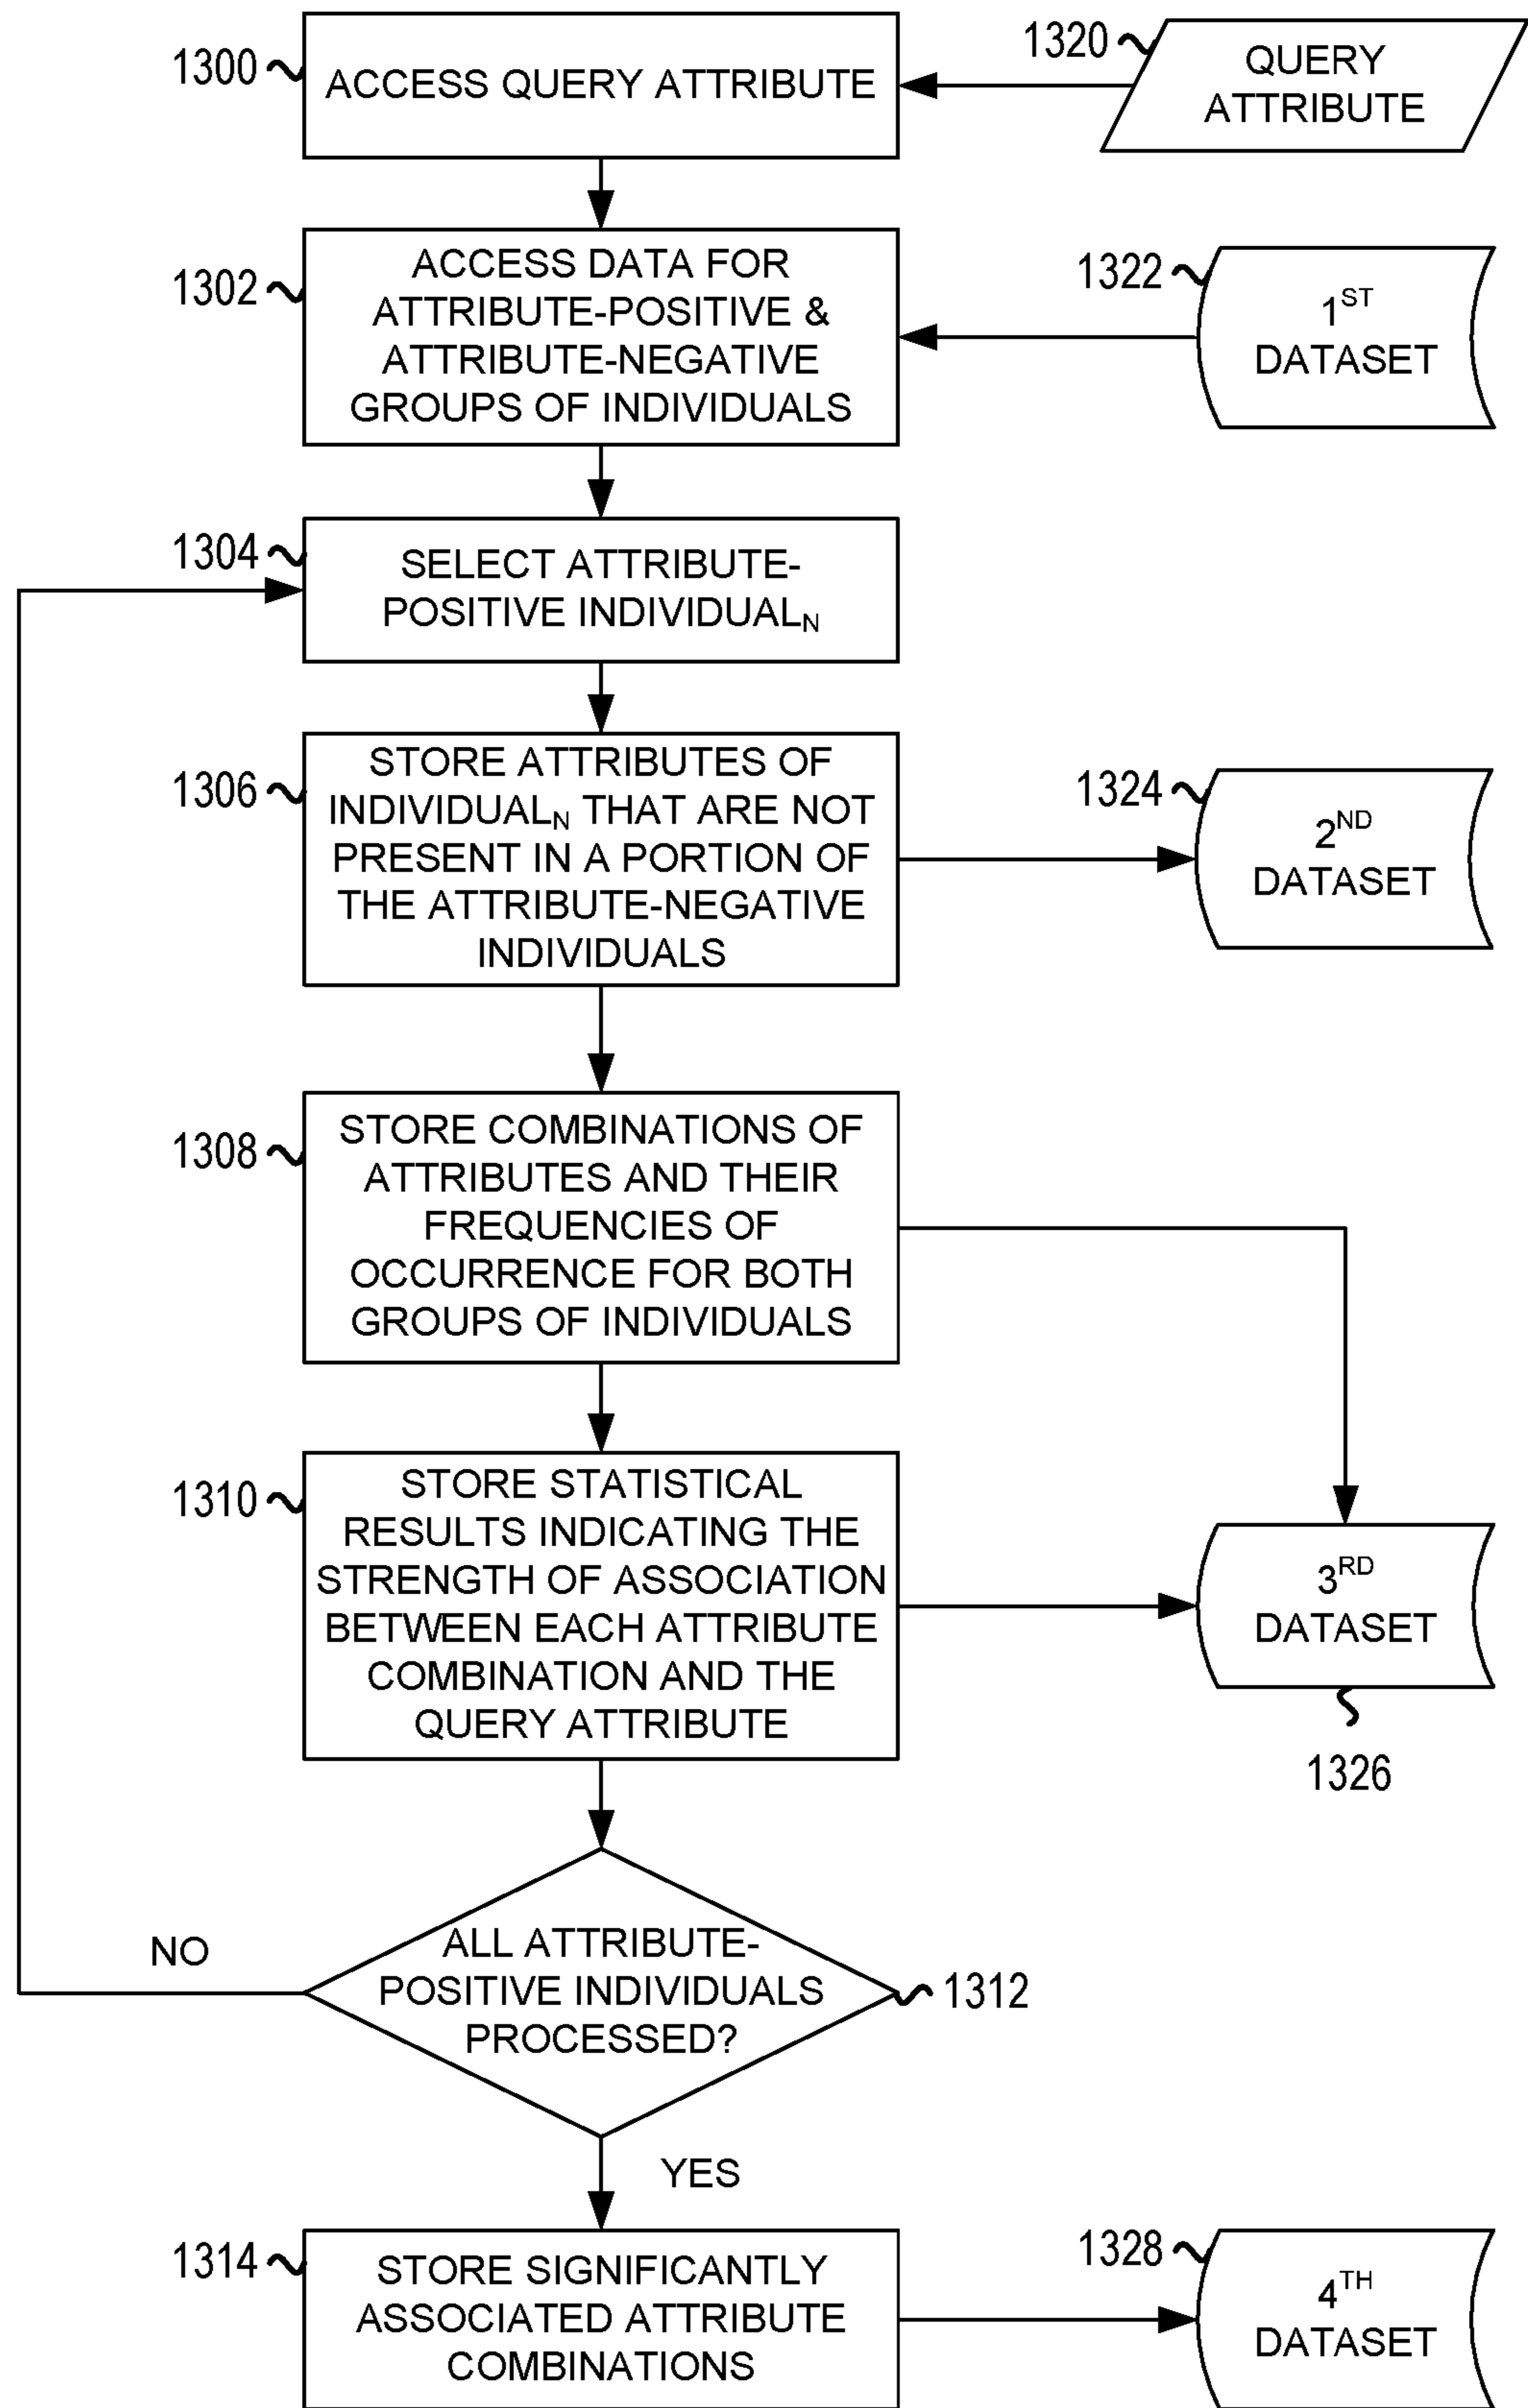 1300
ACCESS QUERY ATTRIBUTE
1320
QUERY
ATTRIBUTE
1302
ACCESS DATA FOR
ATTRIBUTE-POSITIVE &
ATTRIBUTE-NEGATIVE
GROUPS OF INDIVIDUALS
1322
1ST
DATASET
1304
SELECT ATTRIBUTE-
POSITIVE INDIVIDUALN
1306
STORE ATTRIBUTES OF
INDIVIDUALN THAT ARE NOT
PRESENT IN A PORTION OF
THE ATTRIBUTE-NEGATIVE
INDIVIDUALS
1324
2ND
DATASET
1308
STORE COMBINATIONS OF
ATTRIBUTES AND THEIR
FREQUENCIES OF
OCCURRENCE FOR BOTH
GROUPS OF INDIVIDUALS
1310
STORE STATISTICAL
RESULTS INDICATING THE
STRENGTH OF ASSOCIATION
BETWEEN EACH ATTRIBUTE
COMBINATION AND THE
QUERY ATTRIBUTE
3RD
DATASET
1326
NO
ALL ATTRIBUTE-
POSITIVE INDIVIDUALS
PROCESSED?
1312
YES
1314
STORE SIGNIFICANTLY
ASSOCIATED ATTRIBUTE
COMBINATIONS
1328
4TH
DATASET